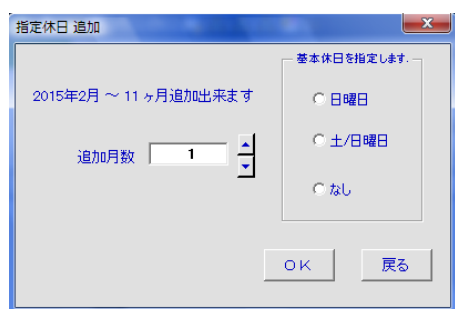 指定休日 追加
2015年2月 ～ 11 ヶ月追加出来ます
追加月数 1
基本休日を指定します.
日曜日
土/日曜日
なし
ＯＫ 戻る